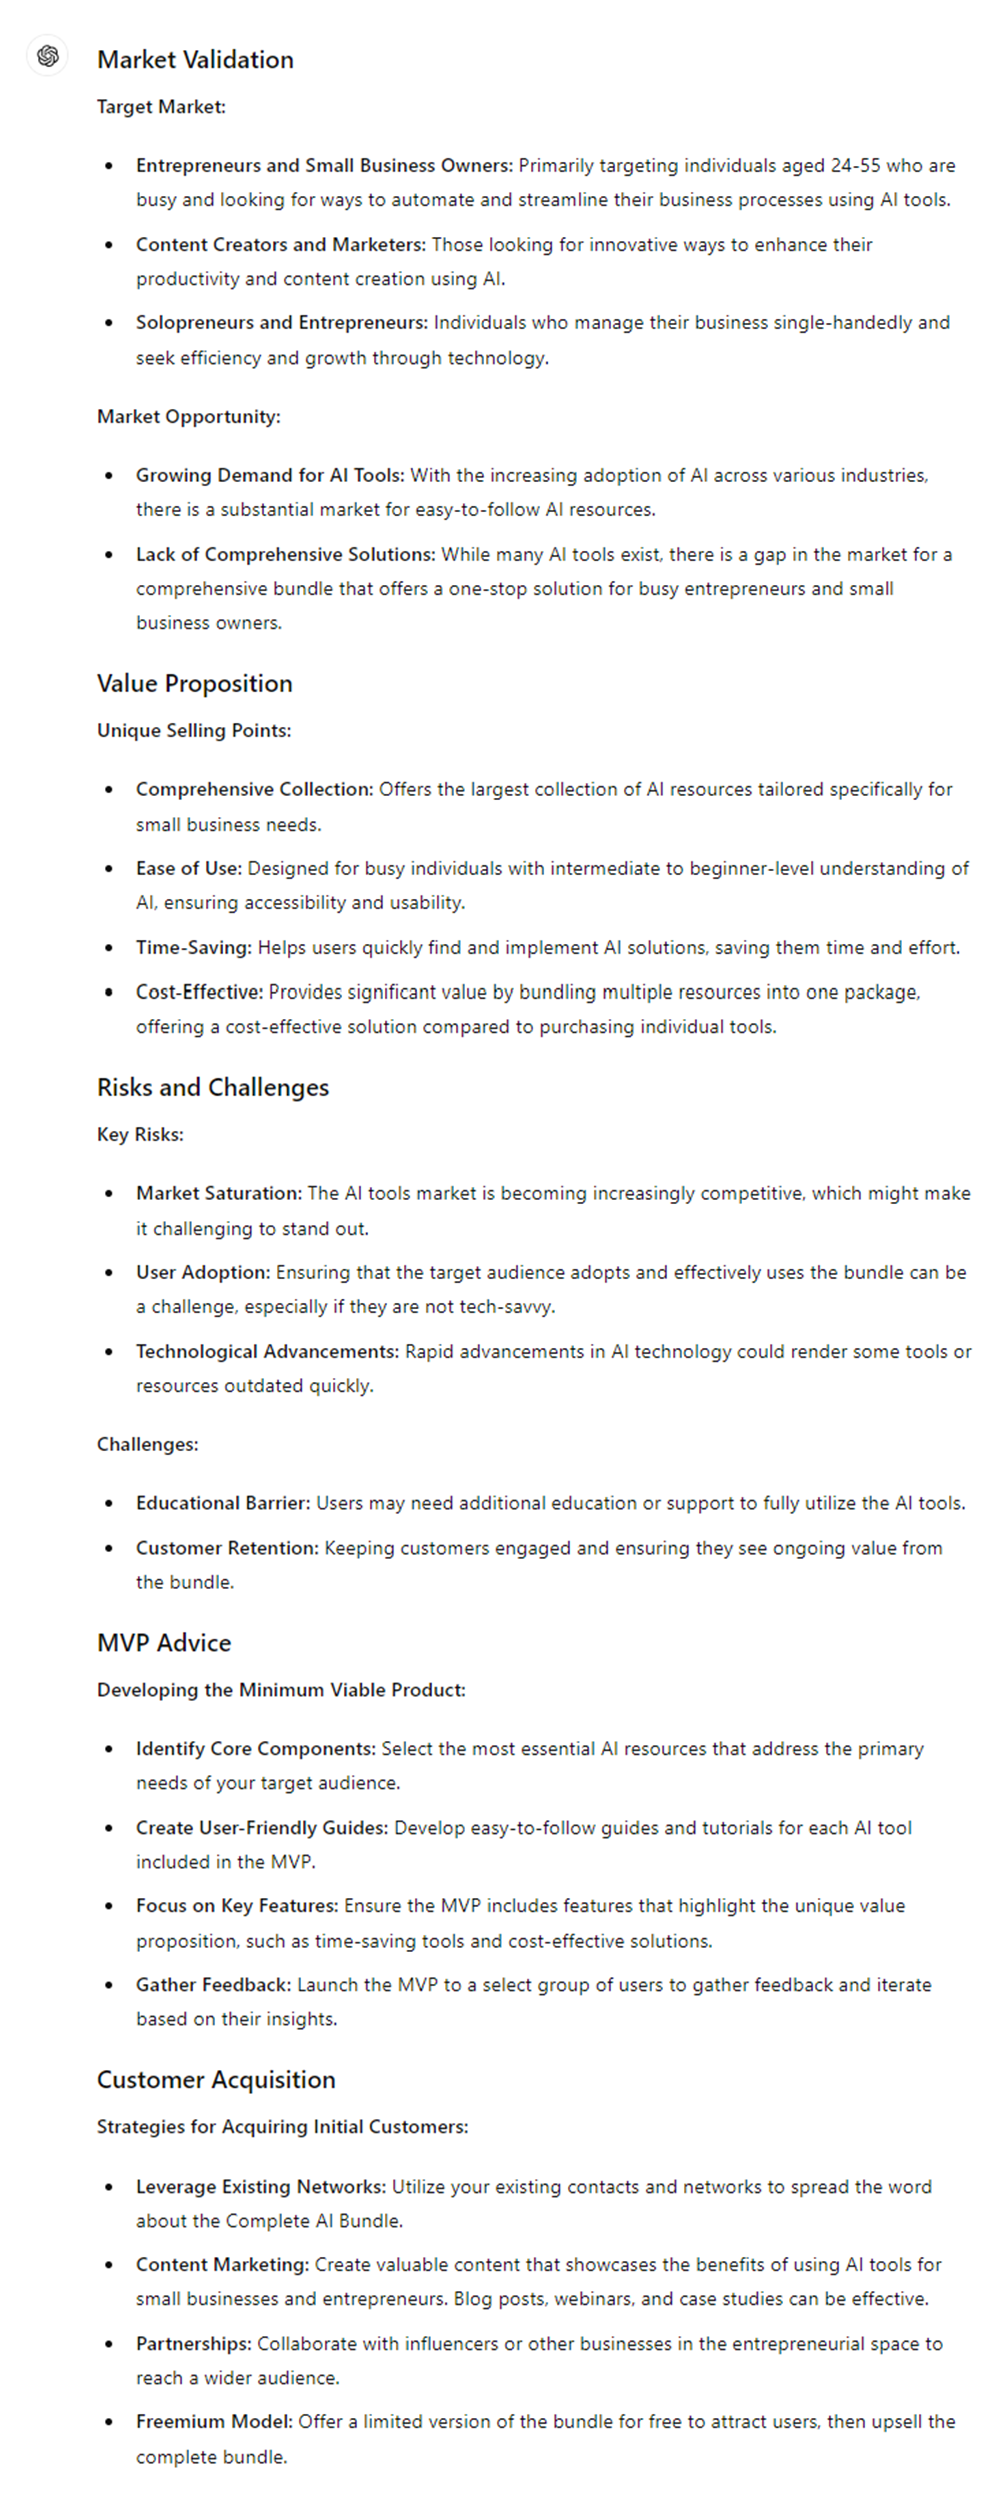 Market Validation
Target Market:
• Entrepreneurs and Small Business Owners: Primarily targeting individuals aged 24-55 who are
busy and looking for ways to automate and streamline their business processes using AI tools.
• Content Creators and Marketers: Those looking for innovative ways to enhance their
productivity and content creation using AI.
• Solopreneurs and Entrepreneurs: Individuals who manage their business single-handedly and
seek efficiency and growth through technology.
Market Opportunity:
• Growing Demand for AI Tools: With the increasing adoption of AI across various industries,
there is a substantial market for easy-to-follow AI resources.
• Lack of Comprehensive Solutions: While many AI tools exist, there is a gap in the market for a
comprehensive bundle that offers a one-stop solution for busy entrepreneurs and small
business owners.
Value Proposition
Unique Selling Points:
• Comprehensive Collection: Offers the largest collection of AI resources tailored specifically for
small business needs.
• Ease of Use: Designed for busy individuals with intermediate to beginner-level understanding of
AI, ensuring accessibility and usability.
• Time-Saving: Helps users quickly find and implement AI solutions, saving them time and effort.
• Cost-Effective: Provides significant value by bundling multiple resources into one package,
offering a cost-effective solution compared to purchasing individual tools.
Risks and Challenges
Key Risks:
• Market Saturation: The AI tools market is becoming increasingly competitive, which might make
it challenging to stand out.
• User Adoption: Ensuring that the target audience adopts and effectively uses the bundle can be
a challenge, especially if they are not tech-savvy.
• Technological Advancements: Rapid advancements in AI technology could render some tools or
resources outdated quickly.
Challenges:
• Educational Barrier: Users may need additional education or support to fully utilize the AI tools.
• Customer Retention: Keeping customers engaged and ensuring they see ongoing value from
the bundle.
MVP Advice
Developing the Minimum Viable Product:
• Identify Core Components: Select the most essential AI resources that address the primary
needs of your target audience.
• Create User-Friendly Guides: Develop easy-to-follow guides and tutorials for each AI tool
included in the MVP.
• Focus on Key Features: Ensure the MVP includes features that highlight the unique value
proposition, such as time-saving tools and cost-effective solutions.
• Gather Feedback: Launch the MVP to a select group of users to gather feedback and iterate
based on their insights.
Customer Acquisition
Strategies for Acquiring Initial Customers:
• Leverage Existing Networks: Utilize your existing contacts and networks to spread the word
about the Complete AI Bundle.
• Content Marketing: Create valuable content that showcases the benefits of using AI tools for
small businesses and entrepreneurs. Blog posts, webinars, and case studies can be effective.
• Partnerships: Collaborate with influencers or other businesses in the entrepreneurial space to
reach a wider audience.
• Freemium Model: Offer a limited version of the bundle for free to attract users, then upsell the
complete bundle.